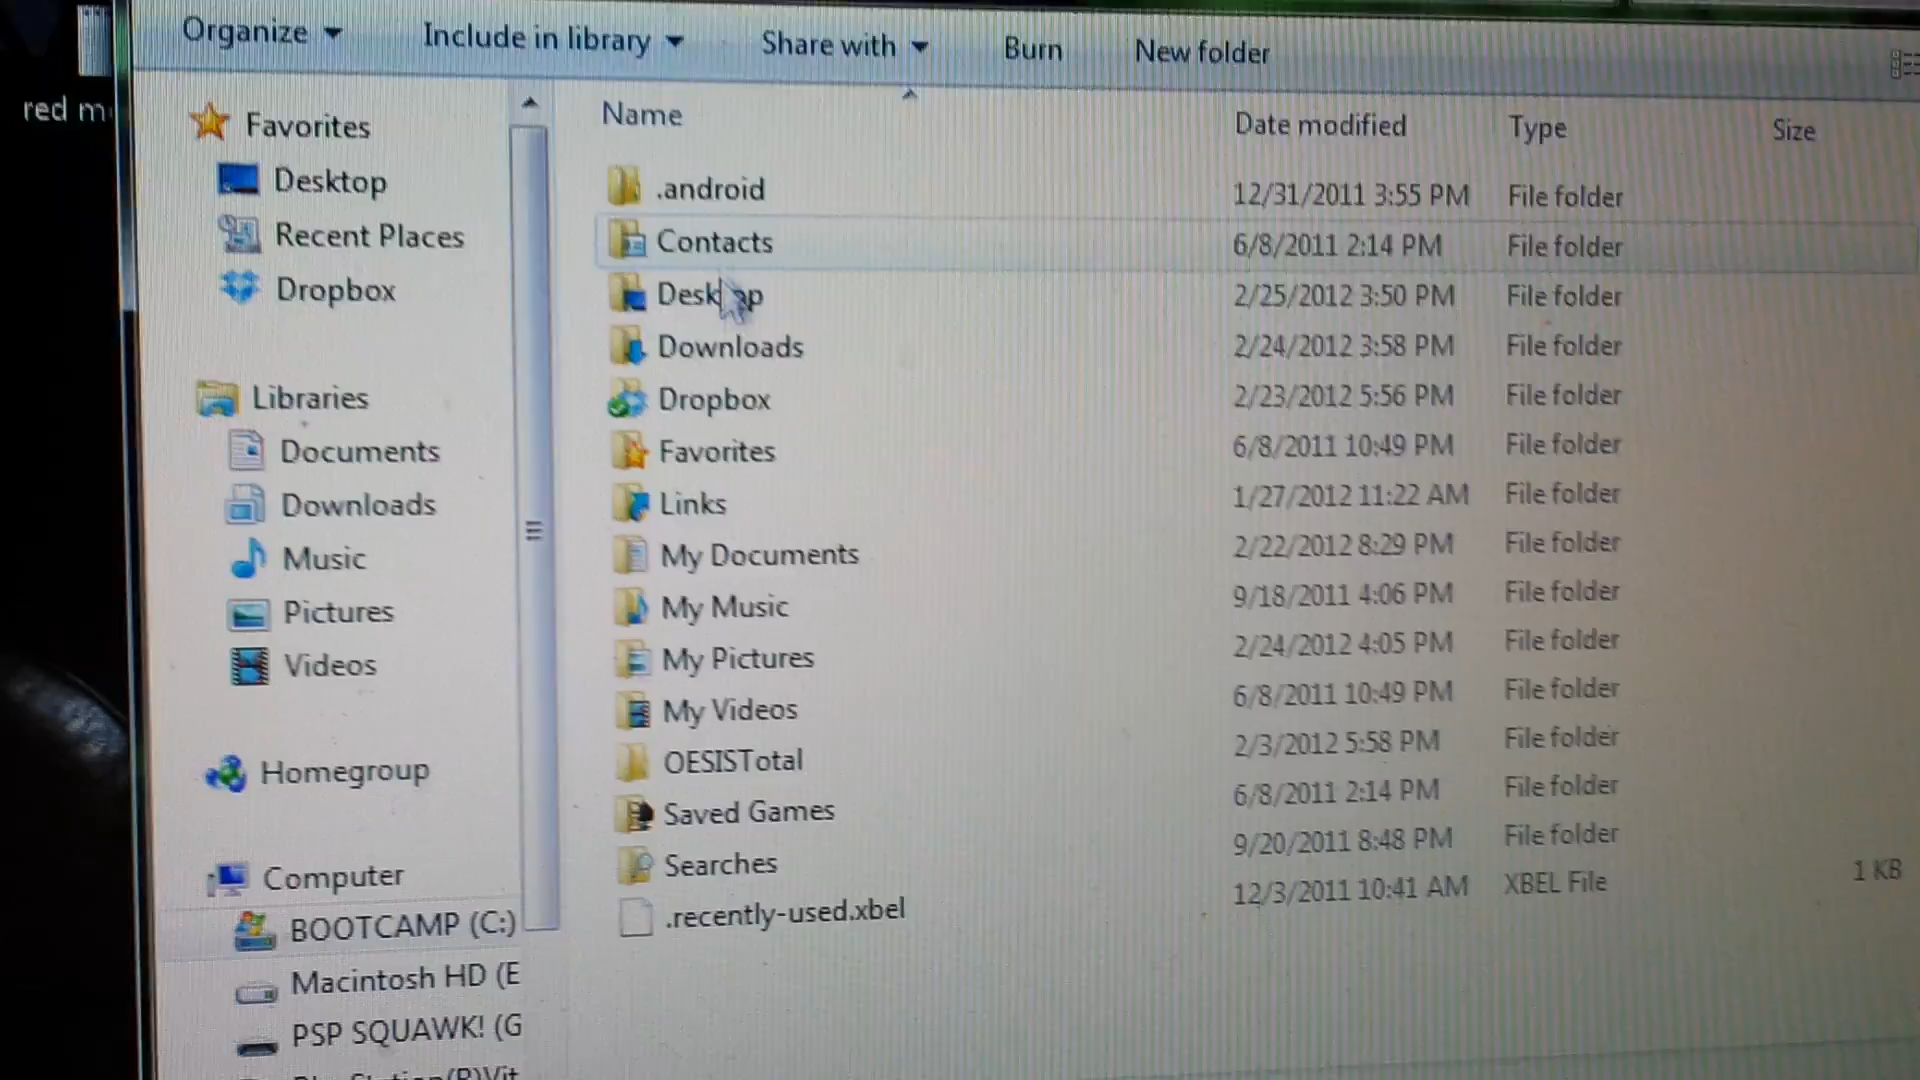 Organize Include in library Share with Burn New folder
red m
Favorites
Desktop
Recent Places
Dropbox
Libraries
Documents
Downloads
Music
Pictures
Videos
Homegroup
Computer
BOOTCAMP (C:)
Macintosh HD (E
PSP SQUAWK! (G
Name Date modified Type Size
.android 12/31/2011 3:55 PM File folder
Contacts 6/8/2011 2:14 PM File folder
Desktop 2/25/2012 3:50 PM File folder
Downloads 2/24/2012 3:58 PM File folder
Dropbox 2/23/2012 5:56 PM File folder
Favorites 6/8/2011 10:49 PM File folder
Links 1/27/2012 11:22 AM File folder
My Documents 2/22/2012 8:29 PM File folder
My Music 9/18/2011 4:06 PM File folder
My Pictures 2/24/2012 4:05 PM File folder
My Videos 6/8/2011 10:49 PM File folder
OESISTotal 2/3/2012 5:58 PM File folder
Saved Games 6/8/2011 2:14 PM File folder
Searches 9/20/2011 8:48 PM File folder
.recently-used.xbel 12/3/2011 10:41 AM XBEL File 1 KB